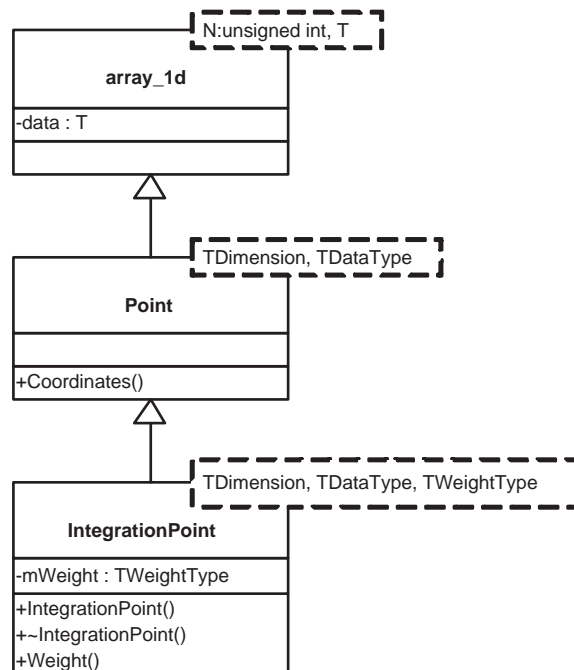 N:unsigned int, T
array_1d
-data : T
TDimension, TDataType
Point
+Coordinates()
TDimension, TDataType, TWeightType
IntegrationPoint
-mWeight : TWeightType
+IntegrationPoint()
+~IntegrationPoint()
+Weight()